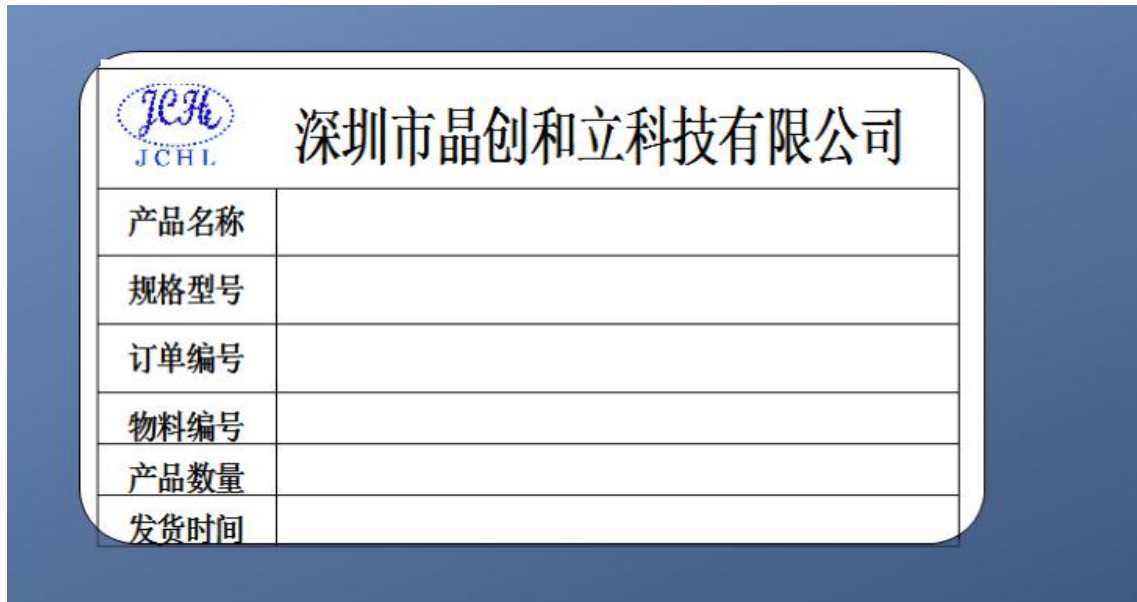 JCHL
JCHL
深圳市晶创和立科技有限公司
产品名称
规格型号
订单编号
物料编号
产品数量
发货时间